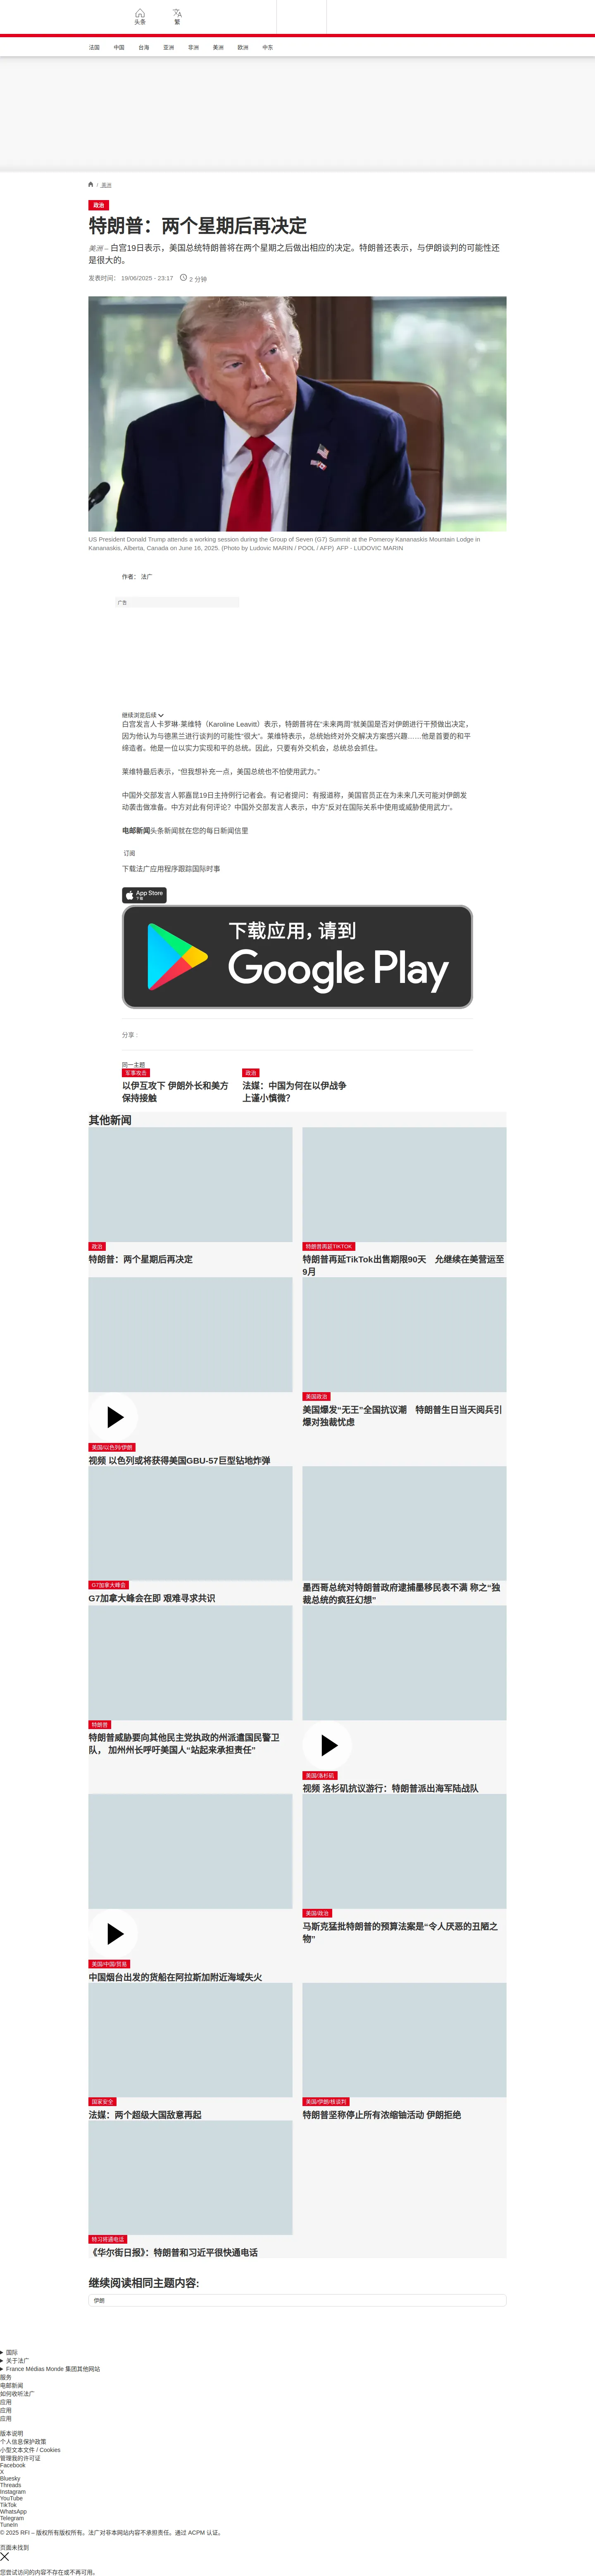 头条
繁
法国
中国
台海
亚洲
非洲
美洲
欧洲
中东
/ 美洲
政治
特朗普：两个星期后再决定
美洲 – 白宫19日表示，美国总统特朗普将在两个星期之后做出相应的决定。特朗普还表示，与伊朗谈判的可能性还
是很大的。
发表时间： 19/06/2025 - 23:17 2 分钟
US President Donald Trump attends a working session during the Group of Seven (G7) Summit at the Pomeroy Kananaskis Mountain Lodge in
Kananaskis, Alberta, Canada on June 16, 2025. (Photo by Ludovic MARIN / POOL / AFP) AFP - LUDOVIC MARIN
作者： 法广
广告
继续浏览后续
白宫发言人卡罗琳·莱维特（Karoline Leavitt）表示，特朗普将在“未来两周”就美国是否对伊朗进行干预做出决定，
因为他认为与德黑兰进行谈判的可能性“很大”。莱维特表示，总统始终对外交解决方案感兴趣……他是首要的和平
缔造者。他是一位以实力实现和平的总统。因此，只要有外交机会，总统总会抓住。
莱维特最后表示，“但我想补充一点，美国总统也不怕使用武力。”
中国外交部发言人郭嘉昆19日主持例行记者会。有记者提问：有报道称，美国官员正在为未来几天可能对伊朗发
动袭击做准备。中方对此有何评论？中国外交部发言人表示，中方”反对在国际关系中使用或威胁使用武力“。
电邮新闻头条新闻就在您的每日新闻信里
订阅
下载法广应用程序跟踪国际时事
App Store
下载
下载应用，请到
Google Play
分享 :
同一主题
军事攻击
以伊互攻下 伊朗外长和美方
保持接触
政治
法媒：中国为何在以伊战争
上谨小慎微？
其他新闻
政治
特朗普：两个星期后再决定
特朗普再延TIKTOK
特朗普再延TikTok出售期限90天　允继续在美营运至
9月
美国/以色列/伊朗
视频 以色列或将获得美国GBU-57巨型钻地炸弹
美国政治
美国爆发“无王”全国抗议潮　特朗普生日当天阅兵引
爆对独裁忧虑
G7加拿大峰会
G7加拿大峰会在即 艰难寻求共识
墨西哥总统对特朗普政府逮捕墨移民表不满 称之“独
裁总统的疯狂幻想”
特朗普
特朗普威胁要向其他民主党执政的州派遣国民警卫
队， 加州州长呼吁美国人“站起来承担责任”
美国/洛杉矶
视频 洛杉矶抗议游行：特朗普派出海军陆战队
美国/中国/贸易
中国烟台出发的货船在阿拉斯加附近海域失火
美国/政治
马斯克猛批特朗普的预算法案是“令人厌恶的丑陋之
物”
国家安全
法媒：两个超级大国敌意再起
美国/伊朗/核谈判
特朗普坚称停止所有浓缩铀活动 伊朗拒绝
特习将通电话
《华尔街日报》：特朗普和习近平很快通电话
继续阅读相同主题内容:
伊朗
国际
关于法广
France Médias Monde 集团其他网站
服务
电邮新闻
如何收听法广
应用
应用
应用
版本说明
个人信息保护政策
小型文本文件 / Cookies
管理我的许可证
Facebook
X
Bluesky
Threads
Instagram
YouTube
TikTok
WhatsApp
Telegram
TuneIn
© 2025 RFI – 版权所有版权所有。法广对非本网站内容不承担责任。通过 ACPM 认证。
页面未找到
您尝试访问的内容不存在或不再可用。